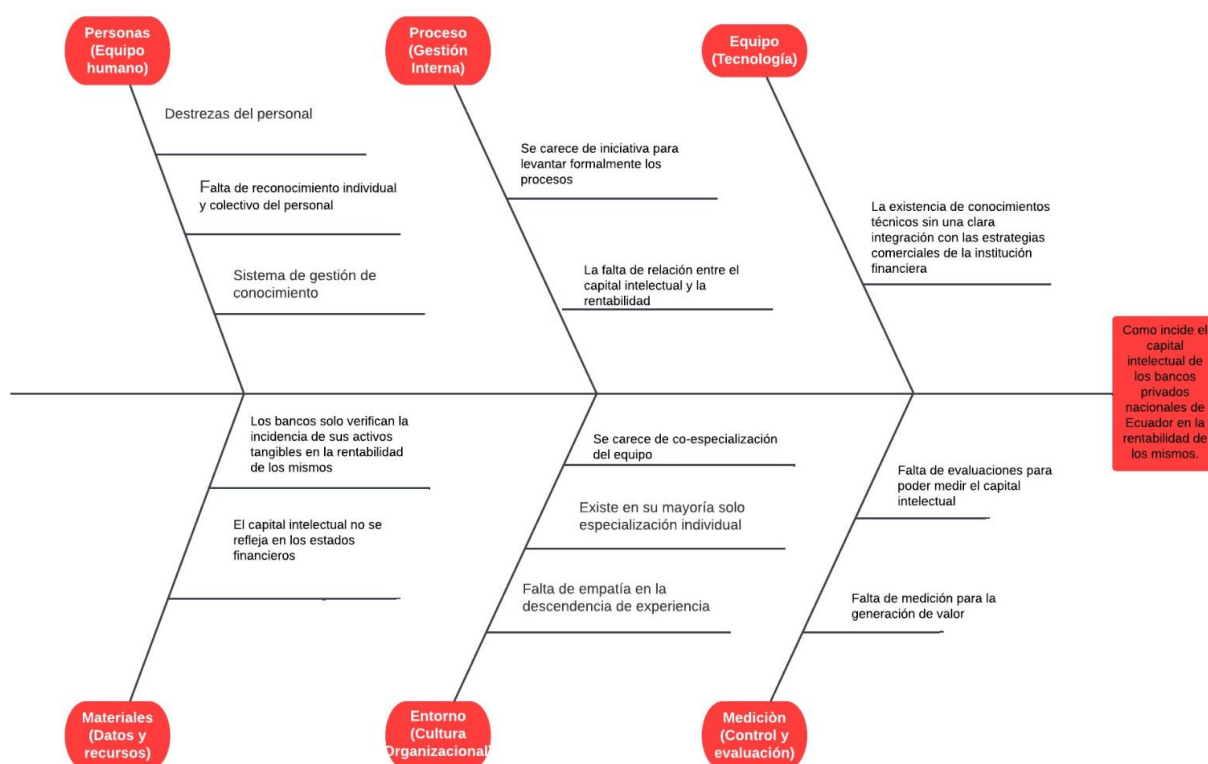 Personas
(Equipo
humano)
Proceso
(Gestión
Interna)
Equipo
(Tecnología)
Destrezas del personal
Falta de reconocimiento individual
y colectivo del personal
Sistema de gestión de
conocimiento
Se carece de iniciativa para
levantar formalmente los
procesos
La falta de relación entre el
capital intelectual y la
rentabilidad
La existencia de conocimientos
técnicos sin una clara
integración con las estrategias
comerciales de la institución
financiera
Como incide el
capital
intelectual de
los bancos
privados
nacionales de
Ecuador en la
rentabilidad de
los mismos.
Los bancos solo verifican la
incidencia de sus activos
tangibles en la rentabilidad
de los mismos
El capital intelectual no se
refleja en los estados
financieros
Se carece de co-especialización
del equipo
Existe en su mayoría solo
especialización individual
Falta de empatía en la
descendencia de experiencia
Falta de evaluaciones para
poder medir el capital
intelectual
Falta de medición para la
generación de valor
Materiales
(Datos y
recursos)
Entorno
(Cultura
Organizacional)
Mediciòn
(Control y
evaluación)